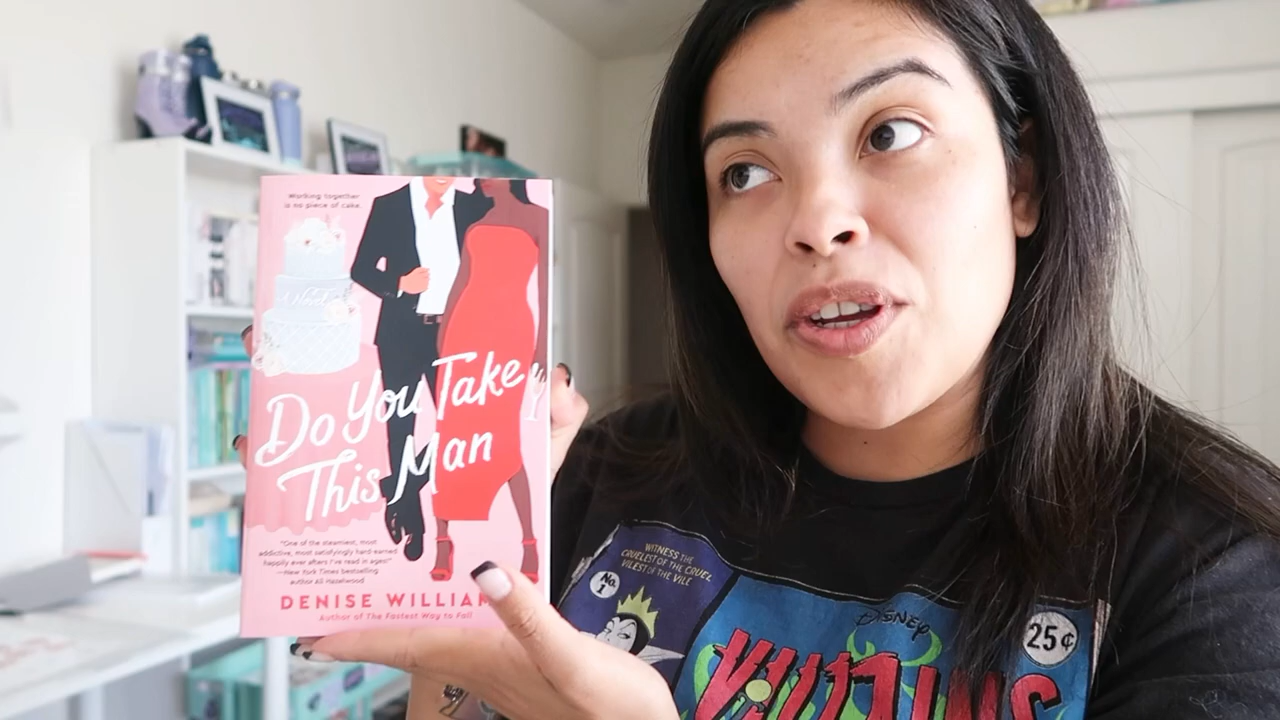 Working together
is no piece of cake.
A Novel
Do You Take
This Man
"One of the steamiest, most
addictive, most satisfyingly hard-earned
happily ever afters I've read in ages!"
—New York Times bestselling
author Ali Hazelwood
DENISE WILLIAM
Author of The Fastest Way to Fall
WITNESS THE
CRUELEST OF THE CRUEL
VILEST OF THE VILE
No.
1
DISNEY
25¢
VILLAINS